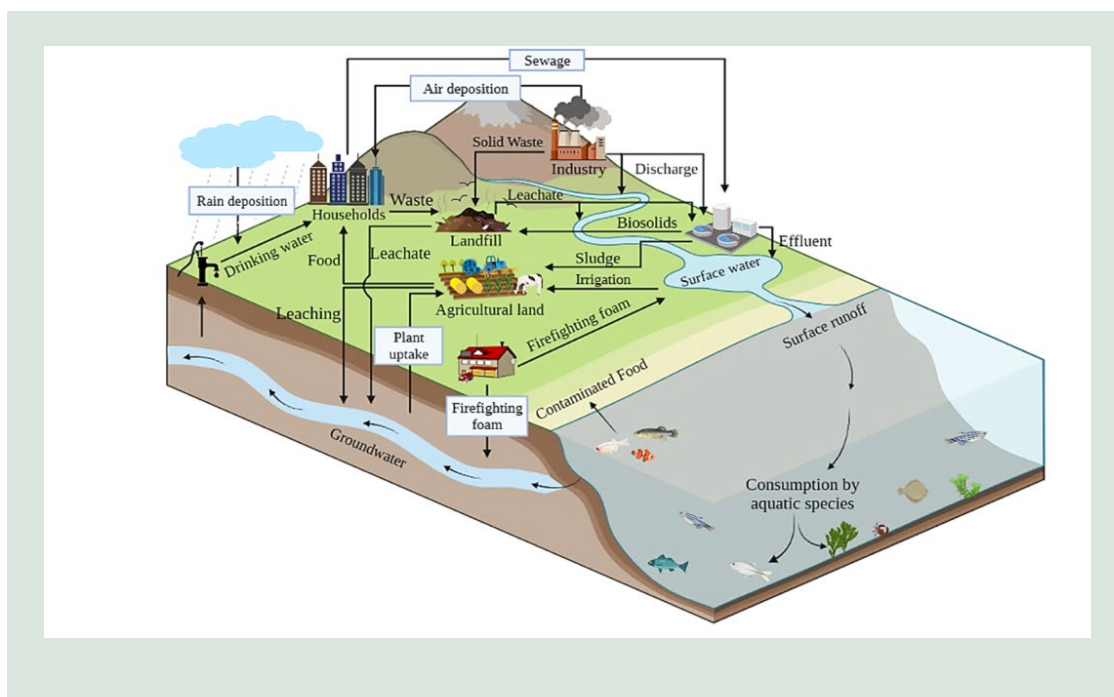 Sewage
Air deposition
Solid Waste
Industry
Discharge
Rain deposition
Households
Waste
Leachate
Biosolids
Landfill
Effluent
Drinking water
Food
Leachate
Sludge
Surface water
Irrigation
Leaching
Agricultural land
Plant
uptake
Firefighting foam
Surface runoff
Contaminated Food
Firefighting
foam
Groundwater
Consumption by
aquatic species